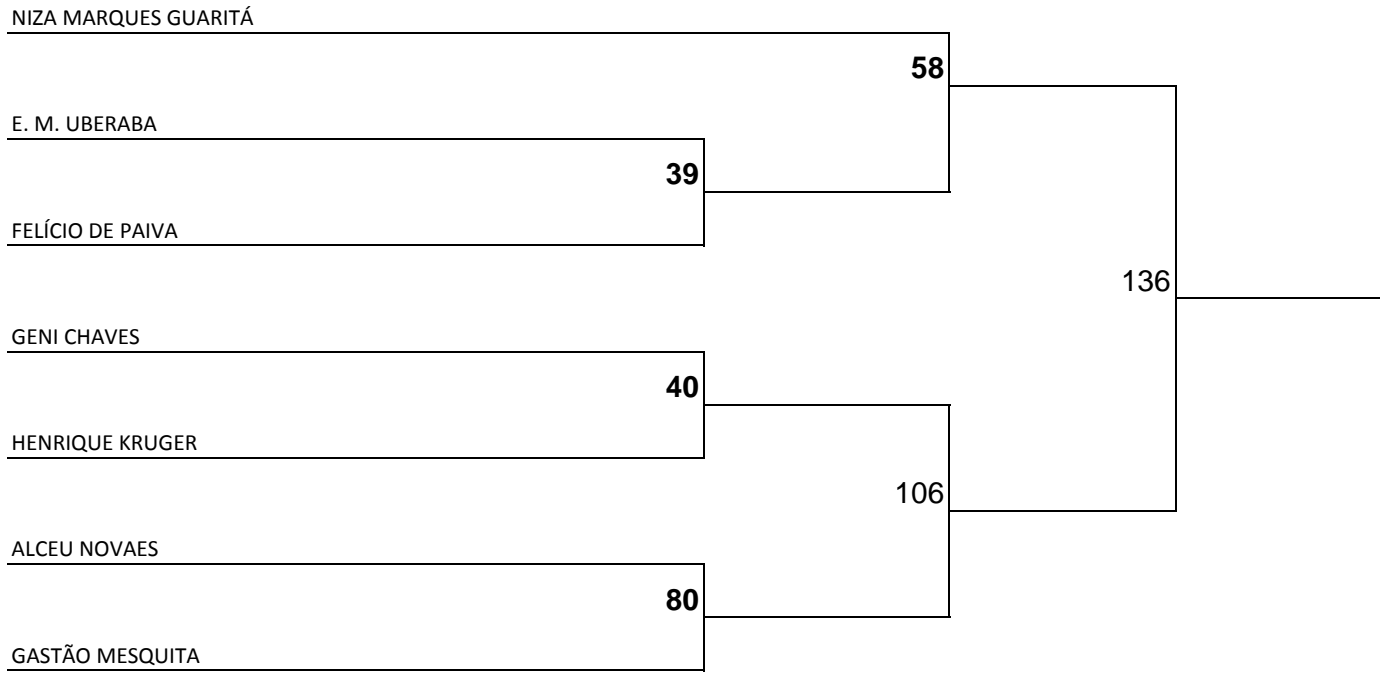 NIZA MARQUES GUARITÁ
58
E. M. UBERABA
39
FELÍCIO DE PAIVA
136
GENI CHAVES
40
HENRIQUE KRUGER
106
ALCEU NOVAES
80
GASTÃO MESQUITA